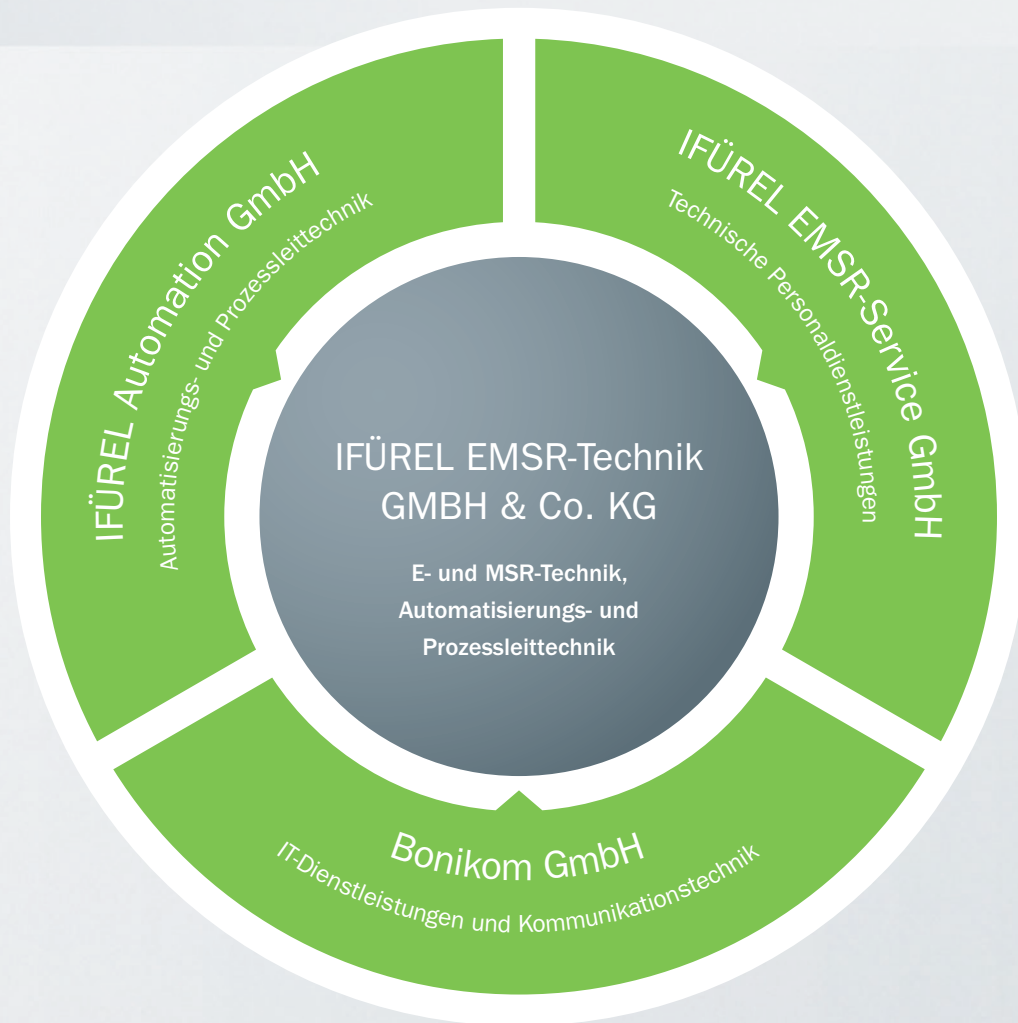 IFÜREL Automation GmbH
Automatisierungs- und Prozessleittechnik
IFÜREL EMSR-Service GmbH
Technische Personaldienstleistungen
IFÜREL EMSR-Technik
GMBH & Co. KG
E- und MSR-Technik,
Automatisierungs- und
Prozessleittechnik
Bonikom GmbH
IT-Dienstleistungen und Kommunikationstechnik